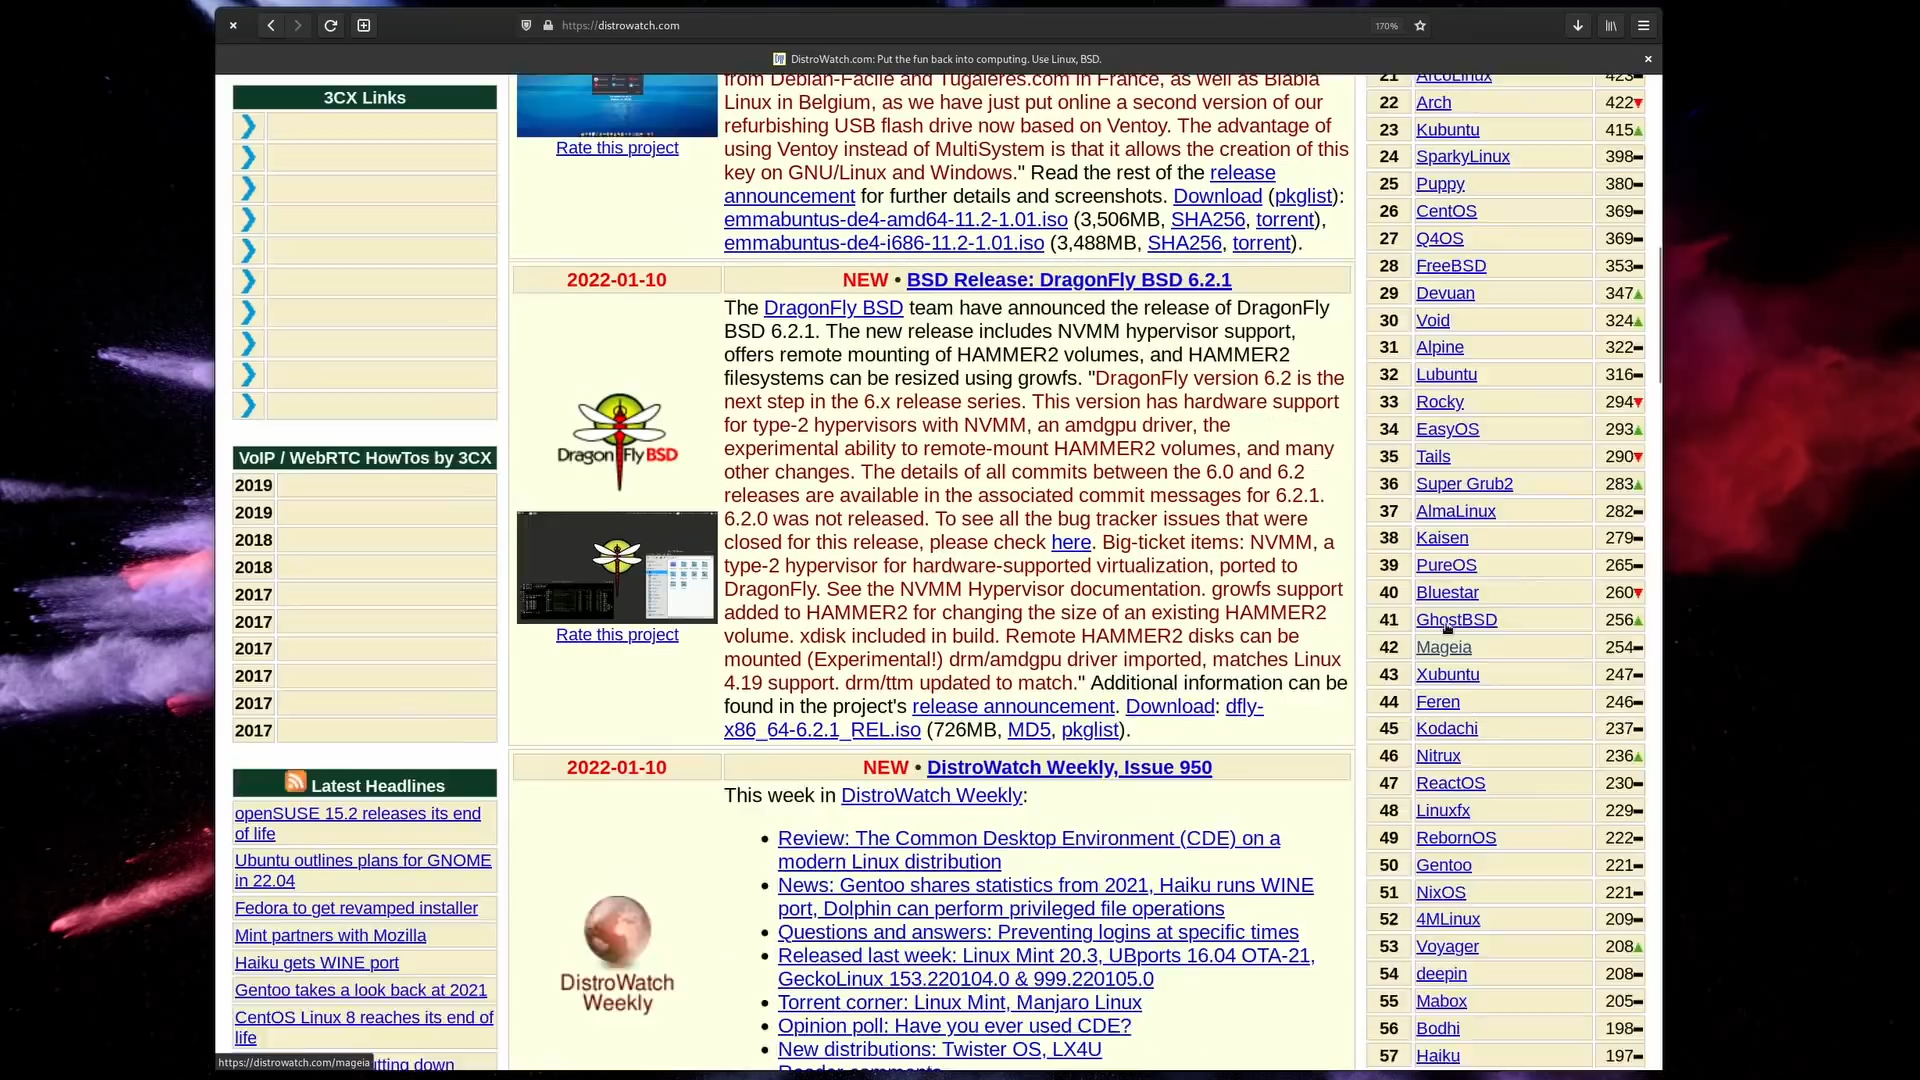 https://distrowatch.com
170%
DistroWatch.com: Put the fun back into computing. Use Linux, BSD.
3CX Links
VoIP / WebRTC HowTos by 3CX
2019
2019
2018
2018
2017
2017
2017
2017
2017
2017
Latest Headlines
openSUSE 15.2 releases its end
of life
Ubuntu outlines plans for GNOME
in 22.04
Fedora to get revamped installer
Mint partners with Mozilla
Haiku gets WINE port
Gentoo takes a look back at 2021
CentOS Linux 8 reaches its end of
life
https://distrowatch.com/mageia
down
from Debian-Facile and Tugaleres.com in France, as well as Blabla
Linux in Belgium, as we have just put online a second version of our
refurbishing USB flash drive now based on Ventoy. The advantage of
using Ventoy instead of MultiSystem is that it allows the creation of this
key on GNU/Linux and Windows." Read the rest of the release
announcement for further details and screenshots. Download (pkglist):
emmabuntus-de4-amd64-11.2-1.01.iso (3,506MB, SHA256, torrent),
emmabuntus-de4-i686-11.2-1.01.iso (3,488MB, SHA256, torrent).
Rate this project
2022-01-10
NEW • BSD Release: DragonFly BSD 6.2.1
The DragonFly BSD team have announced the release of DragonFly
BSD 6.2.1. The new release includes NVMM hypervisor support,
offers remote mounting of HAMMER2 volumes, and HAMMER2
filesystems can be resized using growfs. "DragonFly version 6.2 is the
next step in the 6.x release series. This version has hardware support
for type-2 hypervisors with NVMM, an amdgpu driver, the
experimental ability to remote-mount HAMMER2 volumes, and many
other changes. The details of all commits between the 6.0 and 6.2
releases are available in the associated commit messages for 6.2.1.
6.2.0 was not released. To see all the bug tracker issues that were
closed for this release, please check here. Big-ticket items: NVMM, a
type-2 hypervisor for hardware-supported virtualization, ported to
DragonFly. See the NVMM Hypervisor documentation. growfs support
added to HAMMER2 for changing the size of an existing HAMMER2
volume. xdisk included in build. Remote HAMMER2 disks can be
mounted (Experimental!) drm/amdgpu driver imported, matches Linux
4.19 support. drm/ttm updated to match." Additional information can be
found in the project's release announcement. Download: dfly-
x86_64-6.2.1_REL.iso (726MB, MD5, pkglist).
DragonFlyBSD
Rate this project
2022-01-10
NEW • DistroWatch Weekly, Issue 950
This week in DistroWatch Weekly:
• Review: The Common Desktop Environment (CDE) on a
modern Linux distribution
• News: Gentoo shares statistics from 2021, Haiku runs WINE
port, Dolphin can perform privileged file operations
• Questions and answers: Preventing logins at specific times
• Released last week: Linux Mint 20.3, UBports 16.04 OTA-21,
GeckoLinux 153.220104.0 & 999.220105.0
• Torrent corner: Linux Mint, Manjaro Linux
• Opinion poll: Have you ever used CDE?
• New distributions: Twister OS, LX4U
• Reader comments
DistroWatch
Weekly
21 ArcoLinux 423
22 Arch 422
23 Kubuntu 415
24 SparkyLinux 398
25 Puppy 380
26 CentOS 369
27 Q4OS 369
28 FreeBSD 353
29 Devuan 347
30 Void 324
31 Alpine 322
32 Lubuntu 316
33 Rocky 294
34 EasyOS 293
35 Tails 290
36 Super Grub2 283
37 AlmaLinux 282
38 Kaisen 279
39 PureOS 265
40 Bluestar 260
41 GhostBSD 256
42 Mageia 254
43 Xubuntu 247
44 Feren 246
45 Kodachi 237
46 Nitrux 236
47 ReactOS 230
48 Linuxfx 229
49 RebornOS 222
50 Gentoo 221
51 NixOS 221
52 4MLinux 209
53 Voyager 208
54 deepin 208
55 Mabox 205
56 Bodhi 198
57 Haiku 197